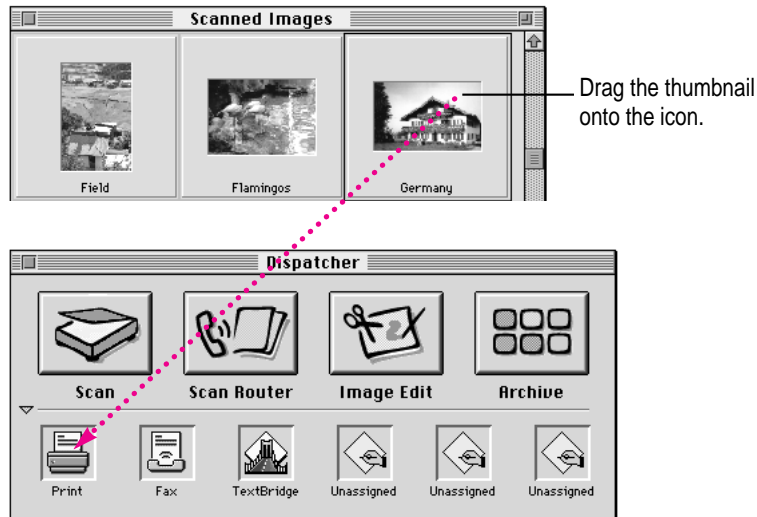 Scanned Images
Drag the thumbnail
onto the icon.
Field Flamingos Germany
Dispatcher
Scan Scan Router Image Edit Archive
Print Fax TextBridge Unassigned Unassigned Unassigned